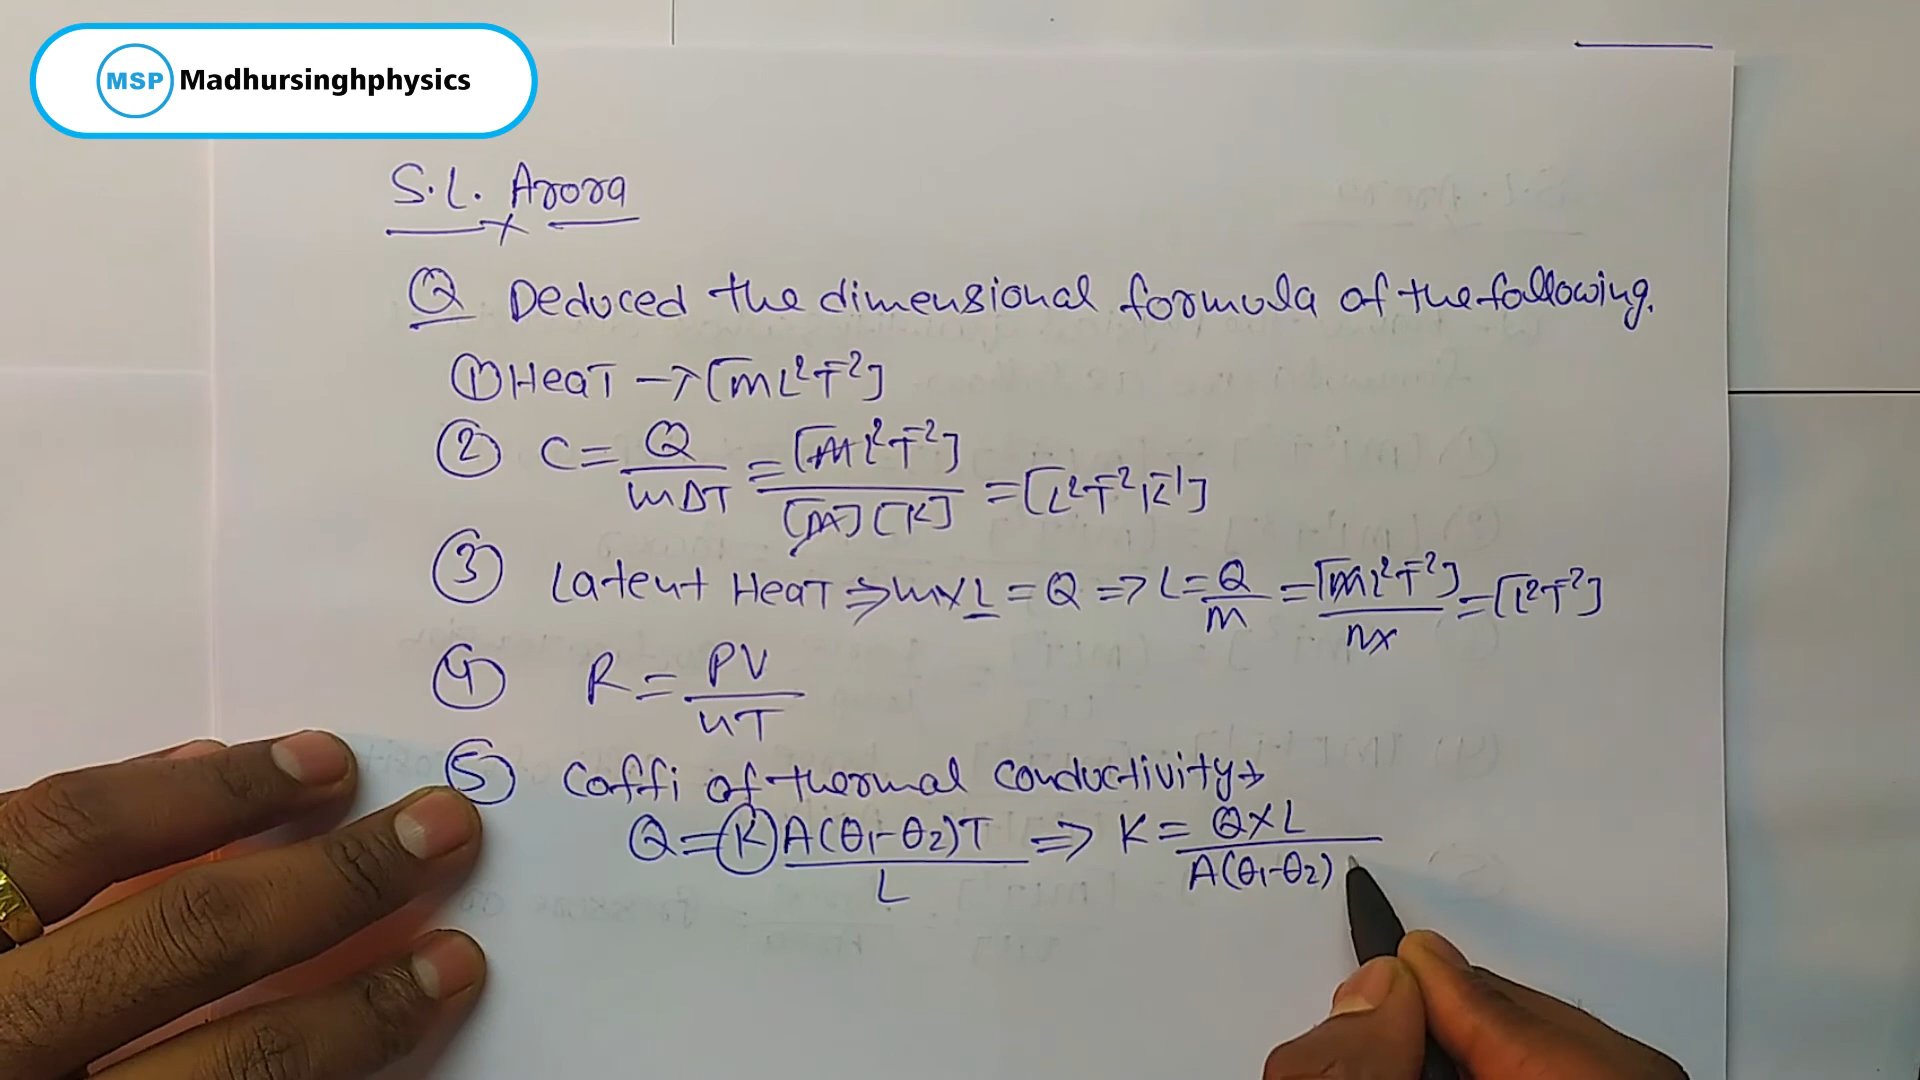 MSP Madhursinghphysics
S.L. Arora
Q Deduced the dimensional formula of the following.
① HeaT → [ML²T⁻²]
② C = Q/mΔT = [ML²T⁻²]/[M][K] = [L²T⁻²K⁻¹]
③ Latent HeaT ⇒ m×L = Q ⇒ L = Q/m = [ML²T⁻²]/M = [L²T⁻²]
④ R = PV/nT
⑤ Coffi of thermal conductivity→
Q = K A(θ₁-θ₂)T/L ⇒ K = Q×L/A(θ₁-θ₂)